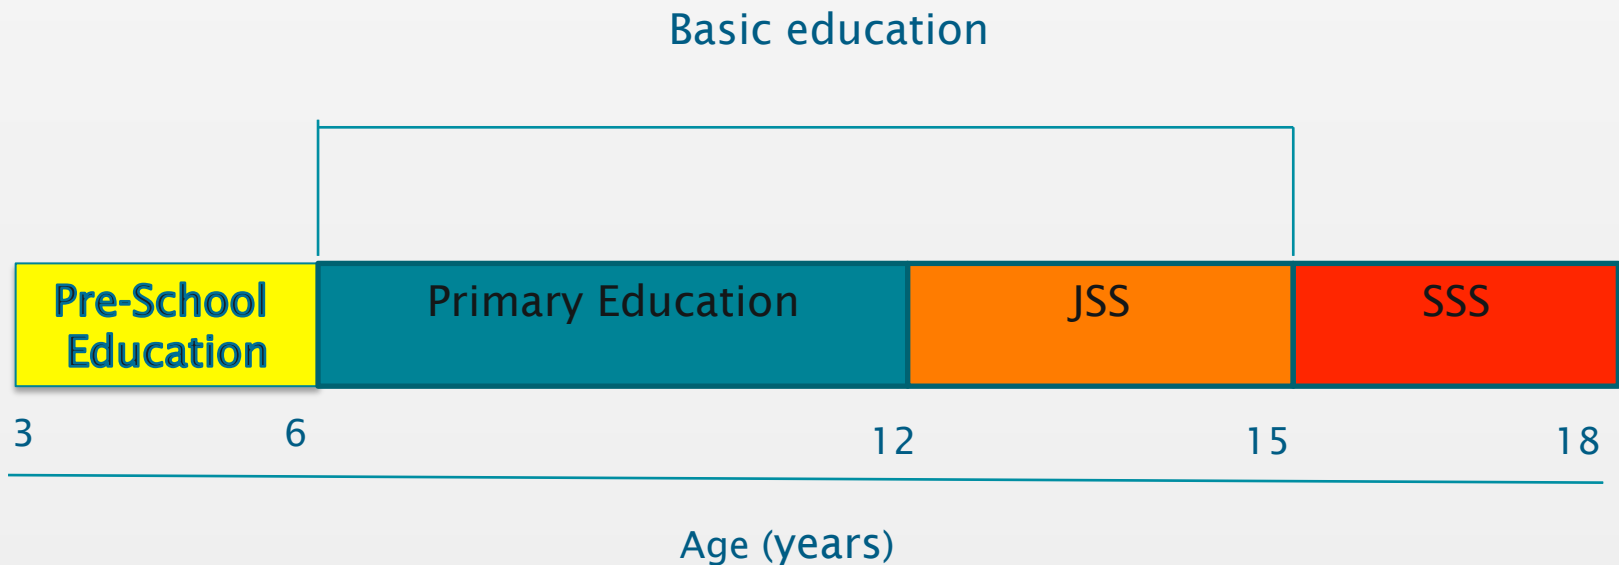 Basic education
Pre-School
Education
Primary Education
JSS
SSS
3
6
12
15
18
Age (years)